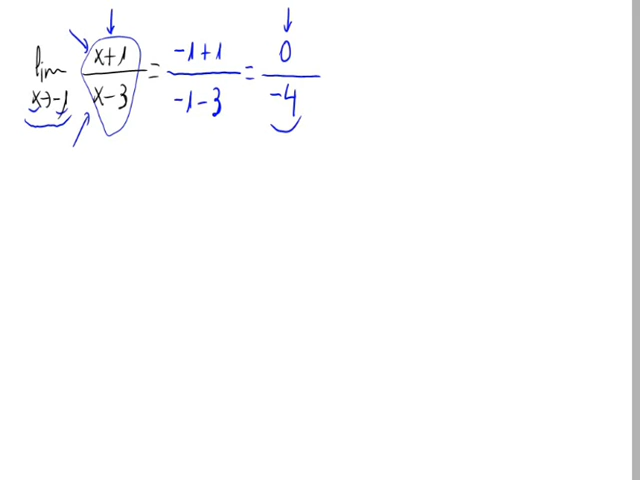 lim x→-1 x+1/x-3 = -1+1/-1-3 = 0/-4